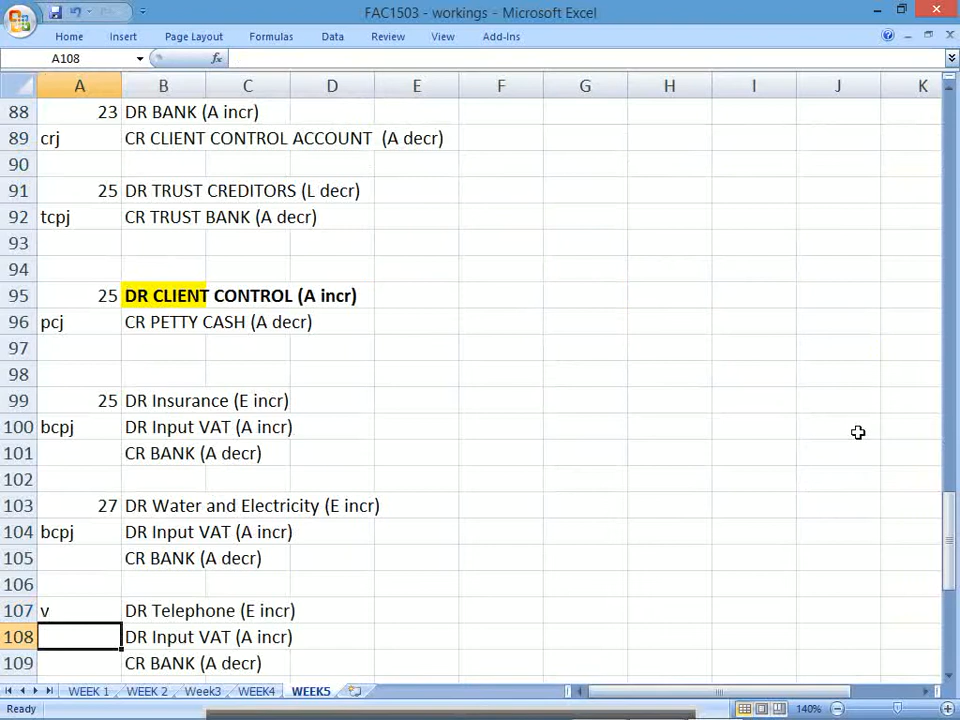 FAC1503 - workings - Microsoft Excel
Home Insert Page Layout Formulas Data Review View Add-Ins
A108 fx
A B C D E F G H I J K
88 23 DR BANK (A incr)
89 crj CR CLIENT CONTROL ACCOUNT (A decr)
90
91 25 DR TRUST CREDITORS (L decr)
92 tcpj CR TRUST BANK (A decr)
93
94
95 25 DR CLIENT CONTROL (A incr)
96 pcj CR PETTY CASH (A decr)
97
98
99 25 DR Insurance (E incr)
100 bcpj DR Input VAT (A incr)
101 CR BANK (A decr)
102
103 27 DR Water and Electricity (E incr)
104 bcpj DR Input VAT (A incr)
105 CR BANK (A decr)
106
107 v DR Telephone (E incr)
108 DR Input VAT (A incr)
109 CR BANK (A decr)
WEEK 1 WEEK 2 Week3 WEEK4 WEEK5
Ready 140%